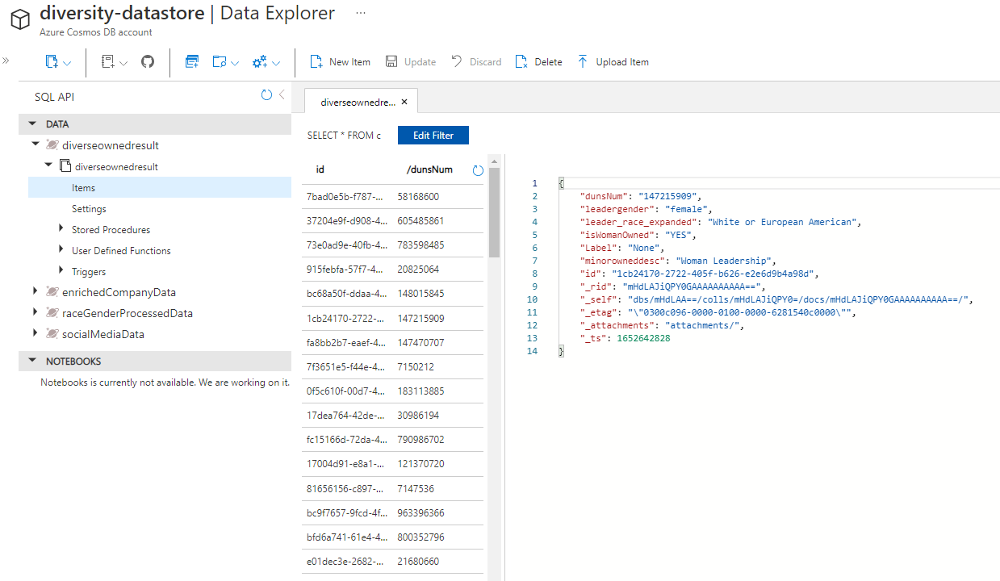 diversity-datastore | Data Explorer ...
Azure Cosmos DB account
New Item Update Discard Delete Upload Item
SQL API
DATA
diverseownedresult
diverseownedresult
Items
Settings
Stored Procedures
User Defined Functions
Triggers
enrichedCompanyData
raceGenderProcessedData
socialMediaData
NOTEBOOKS
Notebooks is currently not available. We are working on it.
diverseownedre...
SELECT * FROM c Edit Filter
id /dunsNum
7bad0e5b-f787-... 58168600
37204e9f-d908-4... 605485861
73e0ad9e-40fb-4... 783598485
915febfa-57f7-4... 20825064
bc68a50f-ddaa-4... 148015845
1cb24170-2722-... 147215909
fa8bb2b7-eaef-4... 147470707
7f3651e5-f44e-4... 7150212
0f5c610f-00d7-4... 183113885
17dea764-42de-... 30986194
fc15166d-72da-4... 790986702
17004d91-e8a1-... 121370720
81656156-c897-... 7147536
bc9f7657-9fcd-4f... 963396366
bfd6a741-61e4-4... 800352796
e01dec3e-2682-... 21680660
1 {
2 "dunsNum": "147215909",
3 "leadergender": "female",
4 "leader_race_expanded": "White or European American",
5 "isWomanOwned": "YES",
6 "Label": "None",
7 "minorowneddesc": "Woman Leadership",
8 "id": "1cb24170-2722-405f-b626-e2e6d9b4a98d",
9 "_rid": "mHdLAJiQPY0GAAAAAAAAAA==",
10 "_self": "dbs/mHdLAA==/colls/mHdLAJiQPY0=/docs/mHdLAJiQPY0GAAAAAAAAAA==/",
11 "_etag": "\"0300c096-0000-0100-0000-6281540c0000\"",
12 "_attachments": "attachments/",
13 "_ts": 1652642828
14 }